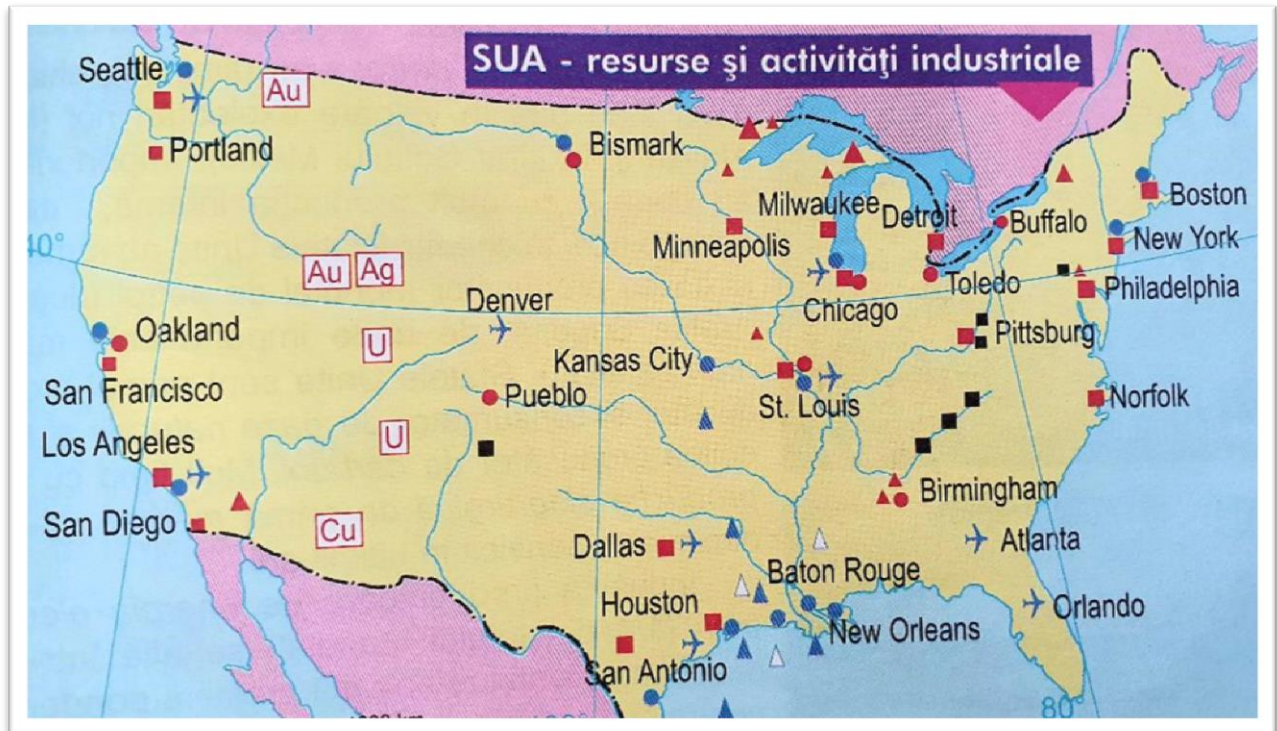 SUA - resurse şi activităţi industriale
Seattle
Au
Portland
Bismark
Milwaukee
Detroit
Buffalo
Boston
Minneapolis
New York
40°
Au
Ag
Toledo
Philadelphia
Denver
Chicago
Oakland
U
Kansas City
Pittsburg
San Francisco
Pueblo
St. Louis
Norfolk
Los Angeles
U
Birmingham
San Diego
Cu
Dallas
Atlanta
Baton Rouge
Houston
Orlando
New Orleans
San Antonio
80°